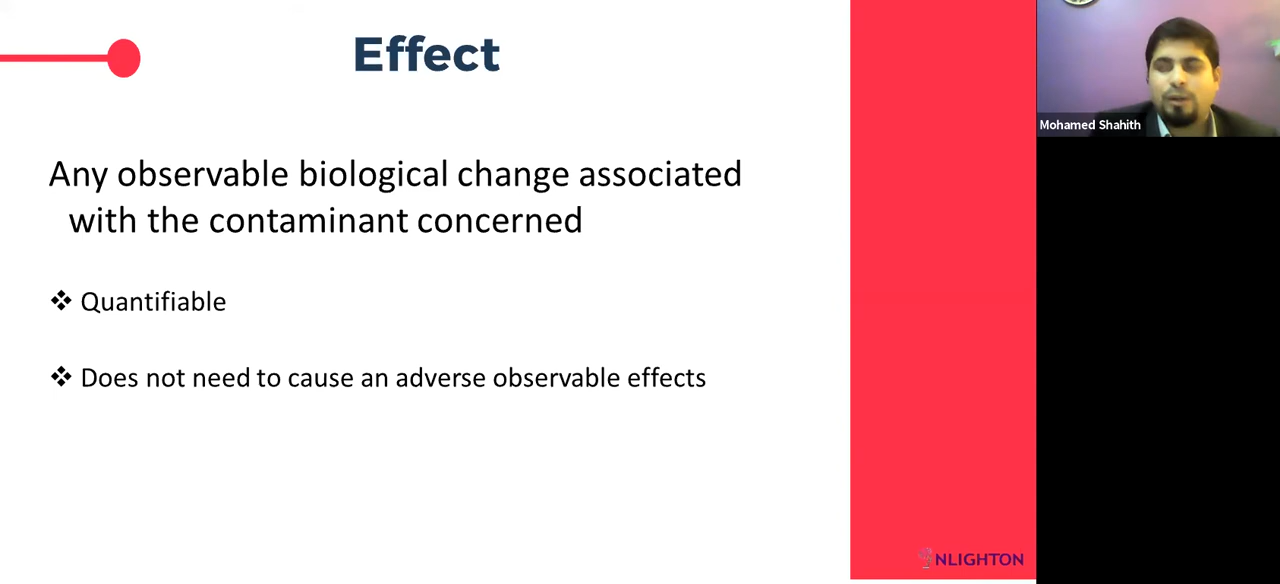 Effect
Any observable biological change associated
with the contaminant concerned
❖ Quantifiable
❖ Does not need to cause an adverse observable effects
Mohamed Shahith
NLIGHTON